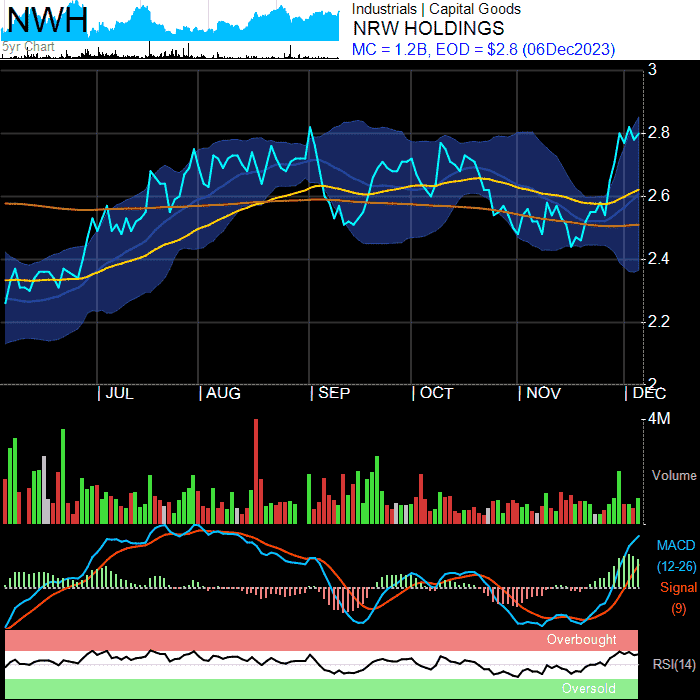 NWH
5yr Chart
Industrials | Capital Goods
NRW HOLDINGS
MC = 1.2B, EOD = $2.8 (06Dec2023)
3
2.8
2.6
2.4
2.2
2
JUL AUG SEP OCT NOV DEC
4M
Volume
MACD
(12-26)
Signal
(9)
Overbought
RSI(14)
Oversold